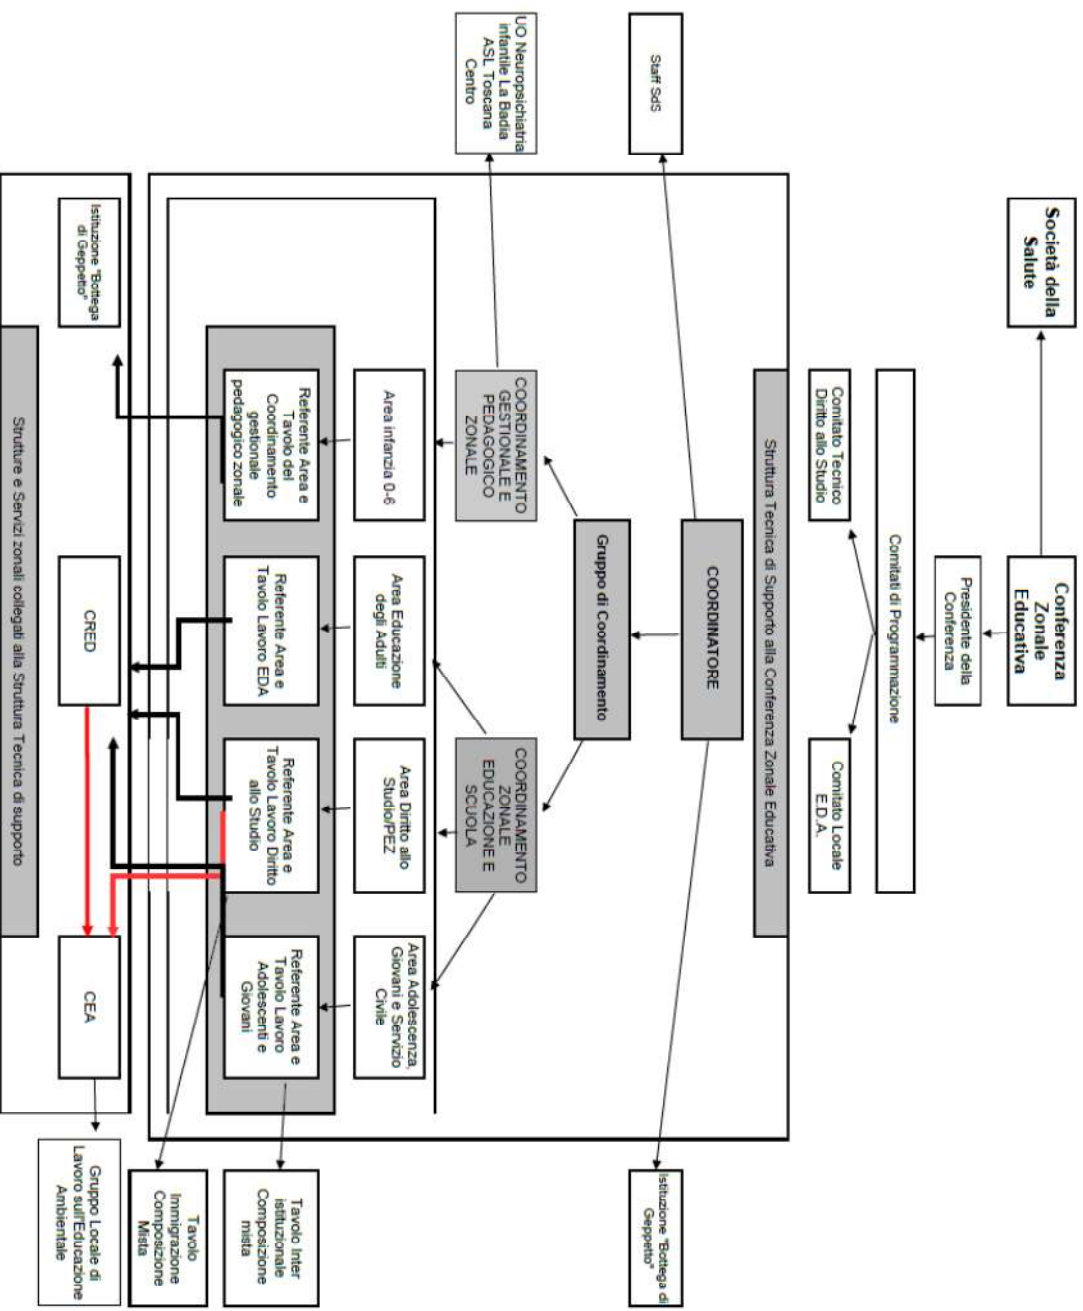 Società della
Salute
Conferenza
Zonale
Educativa
Presidente della
Conferenza
Comitati di Programmazione
Comitato Tecnico
Diritto allo Studio
Comitato Locale
E.D.A.
Struttura Tecnica di Supporto alla Conferenza Zonale Educativa
Staff SdS
COORDINATORE
Istituzione "Bottega di
Geppetto"
Gruppo di Coordinamento
UO Neuropsichiatria
infantile La Badia
ASL Toscana
Centro
COORDINAMENTO
GESTIONALE E
PEDAGOGICO
ZONALE
COORDINAMENTO
ZONALE
EDUCAZIONE E
SCUOLA
Area infanzia 0-6
Area Educazione
degli Adulti
Area Diritto allo
Studio/PEZ
Area Adolescenza,
Giovani e Servizio
Civile
Referente Area e
Tavolo del
Coordinamento
gestionale
pedagogico zonale
Referente Area e
Tavolo Lavoro EDA
Referente Area e
Tavolo Lavoro Diritto
allo Studio
Referente Area e
Tavolo Lavoro
Adolescenti e
Giovani
Tavolo Inter
istituzionale
Composizione
mista
Tavolo
Immigrazione
Composizione
Mista
Istituzione "Bottega
di Geppetto"
CRED
CEA
Gruppo Locale di
Lavoro sull'Educazione
Ambientale
Strutture e Servizi zonali collegati alla Struttura Tecnica di supporto